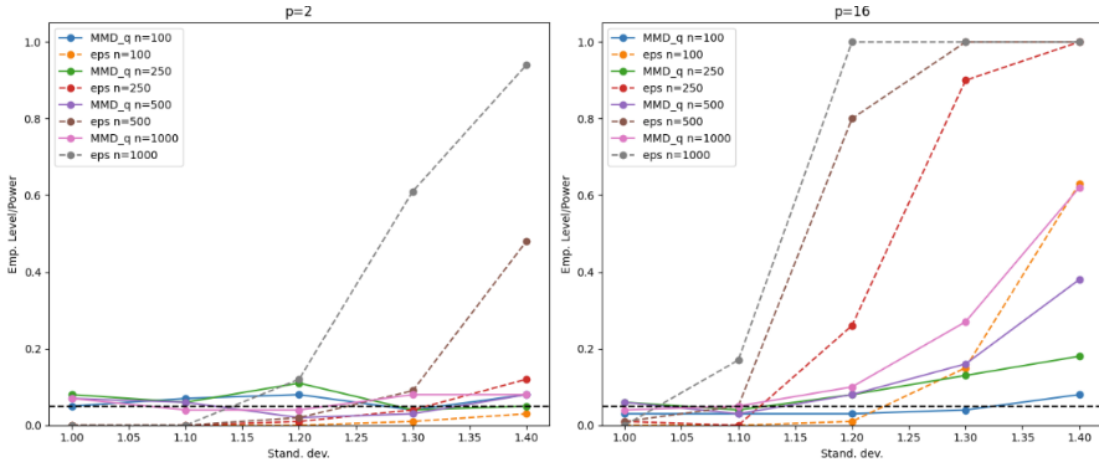 p=2
1.0
0.8
0.6
0.4
0.2
0.0
Emp. Level/Power
MMD_q n=100
eps n=100
MMD_q n=250
eps n=250
MMD_q n=500
eps n=500
MMD_q n=1000
eps n=1000
1.00 1.05 1.10 1.15 1.20 1.25 1.30 1.35 1.40
Stand. dev.
p=16
1.0
0.8
0.6
0.4
0.2
0.0
Emp. Level/Power
MMD_q n=100
eps n=100
MMD_q n=250
eps n=250
MMD_q n=500
eps n=500
MMD_q n=1000
eps n=1000
1.00 1.05 1.10 1.15 1.20 1.25 1.30 1.35 1.40
Stand. dev.